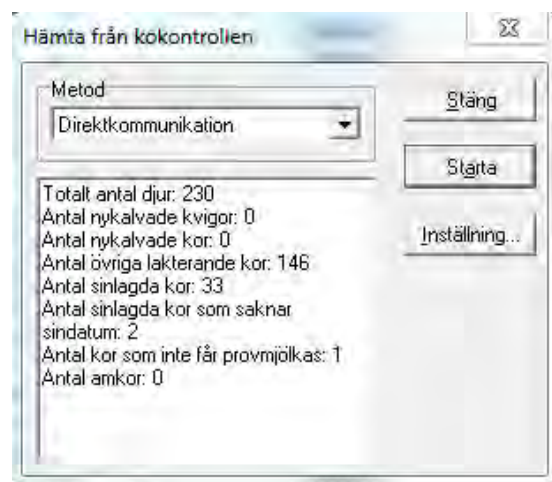 Hämta från kokontrollen
Metod
Stäng
Direktkommunikation
Starta
Totalt antal djur: 230
Antal nykalvade kvigor: 0
Antal nykalvade kor: 0
Inställning...
Antal övriga lakterande kor: 146
Antal sinlagda kor: 33
Antal sinlagda kor som saknar
sindatum: 2
Antal kor som inte får provmjölkas: 1
Antal amkor: 0